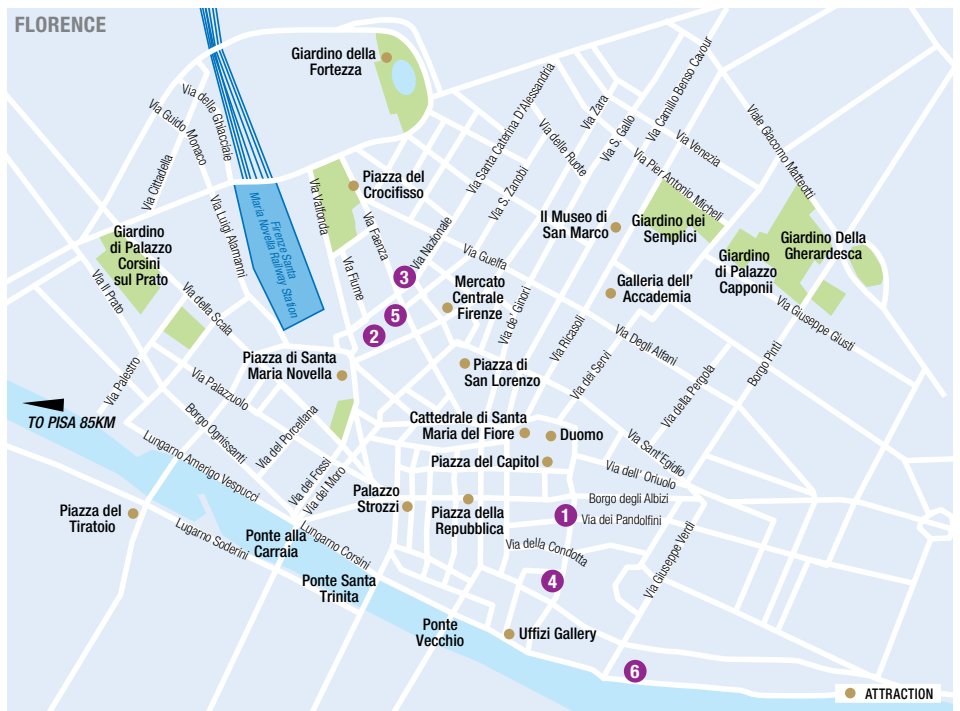 FLORENCE
Giardino della
Fortezza
Via delle Ghiacciale
Via Guido Monaco
Via Cittadella
Via Luigi Alamanni
Firenze Santa
Maria Novella Railway Station
Via Valfonda
Piazza del
Crocifisso
Via Faenza
Via Fiume
Via Nazionale
Via Santa Caterina D'Alessandria
Via S. Zanobi
Via delle Ruote
Via Zara
Via S. Gallo
Via Camillo Benso Cavour
Via Venezia
Via Pier Antonio Micheli
Viale Giacomo Matteotti
Giardino
di Palazzo
Corsini
sul Prato
Via Il Prato
Via della Scala
Via Guelfa
Il Museo di
San Marco
Giardino dei
Semplici
Giardino
di Palazzo
Capponii
Giardino Della
Gherardesca
3
Mercato
Centrale
Firenze
Galleria dell'
Accademia
5
2
Via de' Ginori
Via Ricasoli
Via dei Servi
Via Degli Alfani
Via Giuseppe Giusti
Borgo Pinti
Via della Pergola
Piazza di Santa
Maria Novella
Piazza di
San Lorenzo
Via Palestro
Via Palazzuolo
Borgo Ognissanti
Via del Porcellana
TO PISA 85KM
Cattedrale di Santa
Maria del Fiore
Duomo
Piazza del Capitol
Via Sant'Egidio
Via dell' Oriuolo
Lungarno Amerigo Vespucci
Via dei Fossi
Via del Moro
Palazzo
Strozzi
Piazza della
Repubblica
Borgo degli Albizi
1
Via dei Pandolfini
Piazza del
Tiratoio
Lugarno Soderini
Ponte alla
Carraia
Lungarno Corsini
Via della Condotta
Via Giuseppe Verdi
4
Ponte Santa
Trinita
Ponte
Vecchio
Uffizi Gallery
6
ATTRACTION